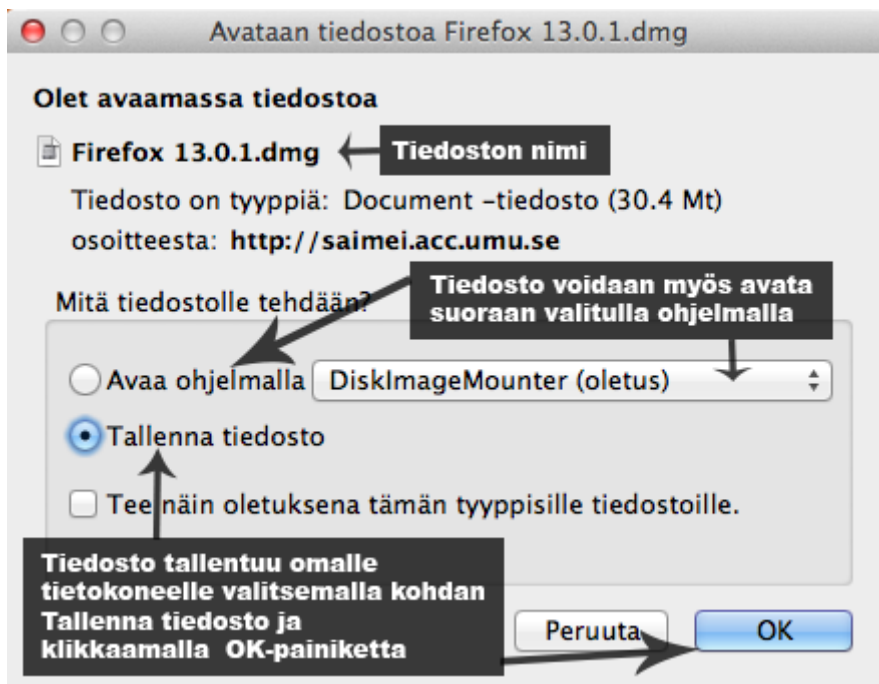 Avataan tiedostoa Firefox 13.0.1.dmg
Olet avaamassa tiedostoa
Firefox 13.0.1.dmg
Tiedoston nimi
Tiedosto on tyyppiä: Document –tiedosto (30.4 Mt)
osoitteesta: http://saimei.acc.umu.se
Mitä tiedostolle tehdään?
Tiedosto voidaan myös avata
suoraan valitulla ohjelmalla
Avaa ohjelmalla DiskImageMounter (oletus)
Tallenna tiedosto
Tee näin oletuksena tämän tyyppisille tiedostoille.
Tiedosto tallentuu omalle
tietokoneelle valitsemalla kohdan
Tallenna tiedosto ja
klikkaamalla OK-painiketta
Peruuta OK